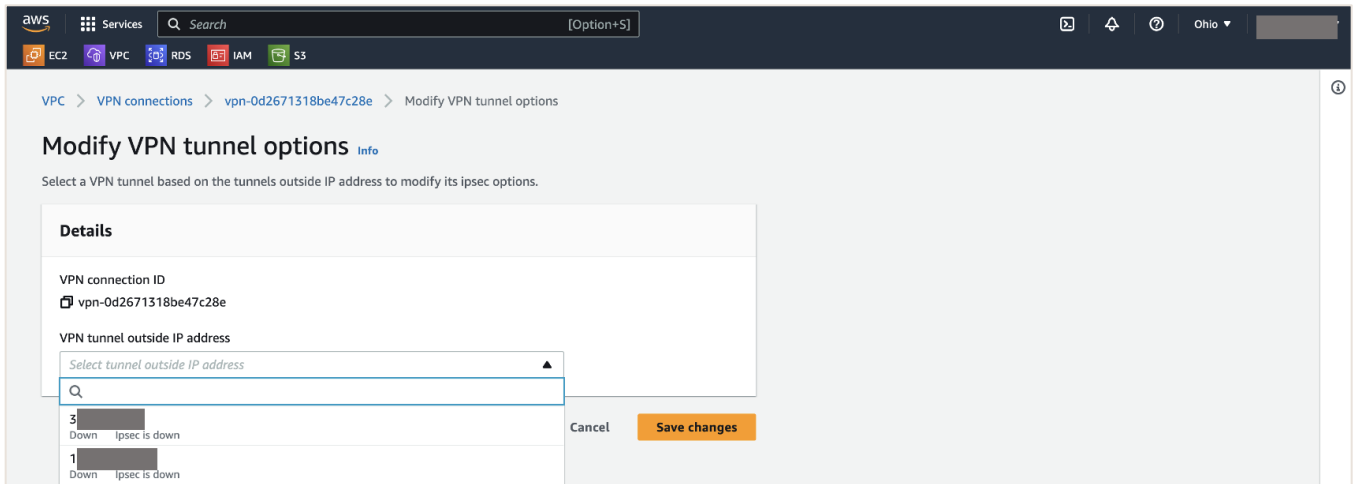 aws Services Search [Option+S] Ohio
EC2 VPC RDS IAM S3
VPC VPN connections vpn-0d2671318be47c28e Modify VPN tunnel options
Modify VPN tunnel options Info
Select a VPN tunnel based on the tunnels outside IP address to modify its ipsec options.
Details
VPN connection ID
vpn-0d2671318be47c28e
VPN tunnel outside IP address
Select tunnel outside IP address
3
Down Ipsec is down
Cancel Save changes
1
Down Ipsec is down